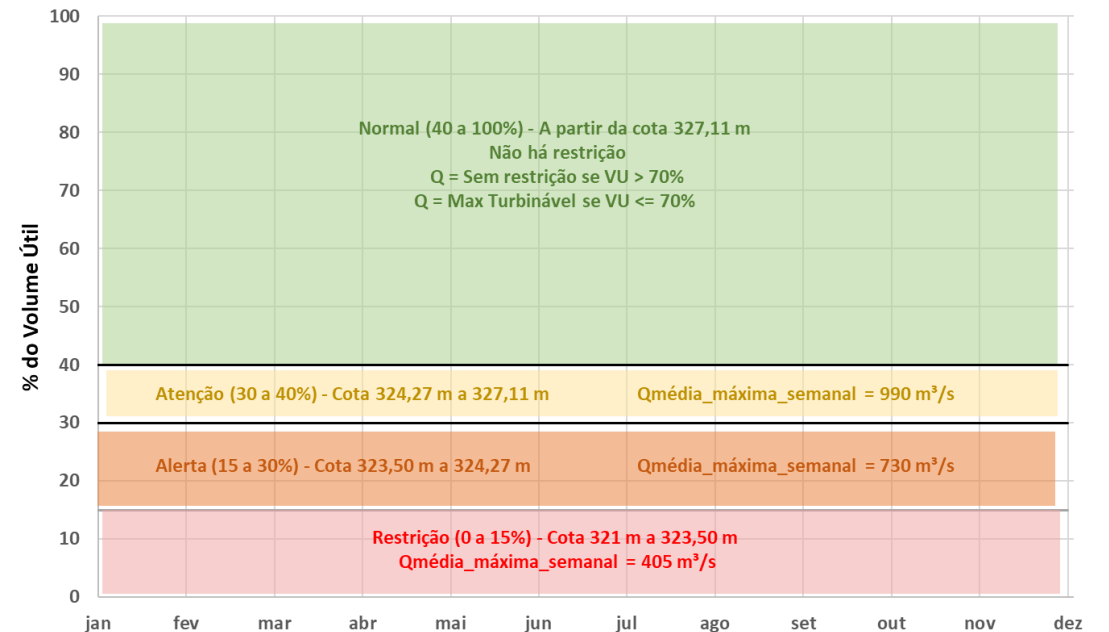 100
90
80
70
60
50
40
30
20
10
0
% do Volume Útil
Normal (40 a 100%) - A partir da cota 327,11 m
Não há restrição
Q = Sem restrição se VU > 70%
Q = Max Turbinável se VU <= 70%
Atenção (30 a 40%) - Cota 324,27 m a 327,11 m Qmédia_máxima_semanal = 990 m³/s
Alerta (15 a 30%) - Cota 323,50 m a 324,27 m Qmédia_máxima_semanal = 730 m³/s
Restrição (0 a 15%) - Cota 321 m a 323,50 m
Qmédia_máxima_semanal = 405 m³/s
jan fev mar abr mai jun jul ago set out nov dez